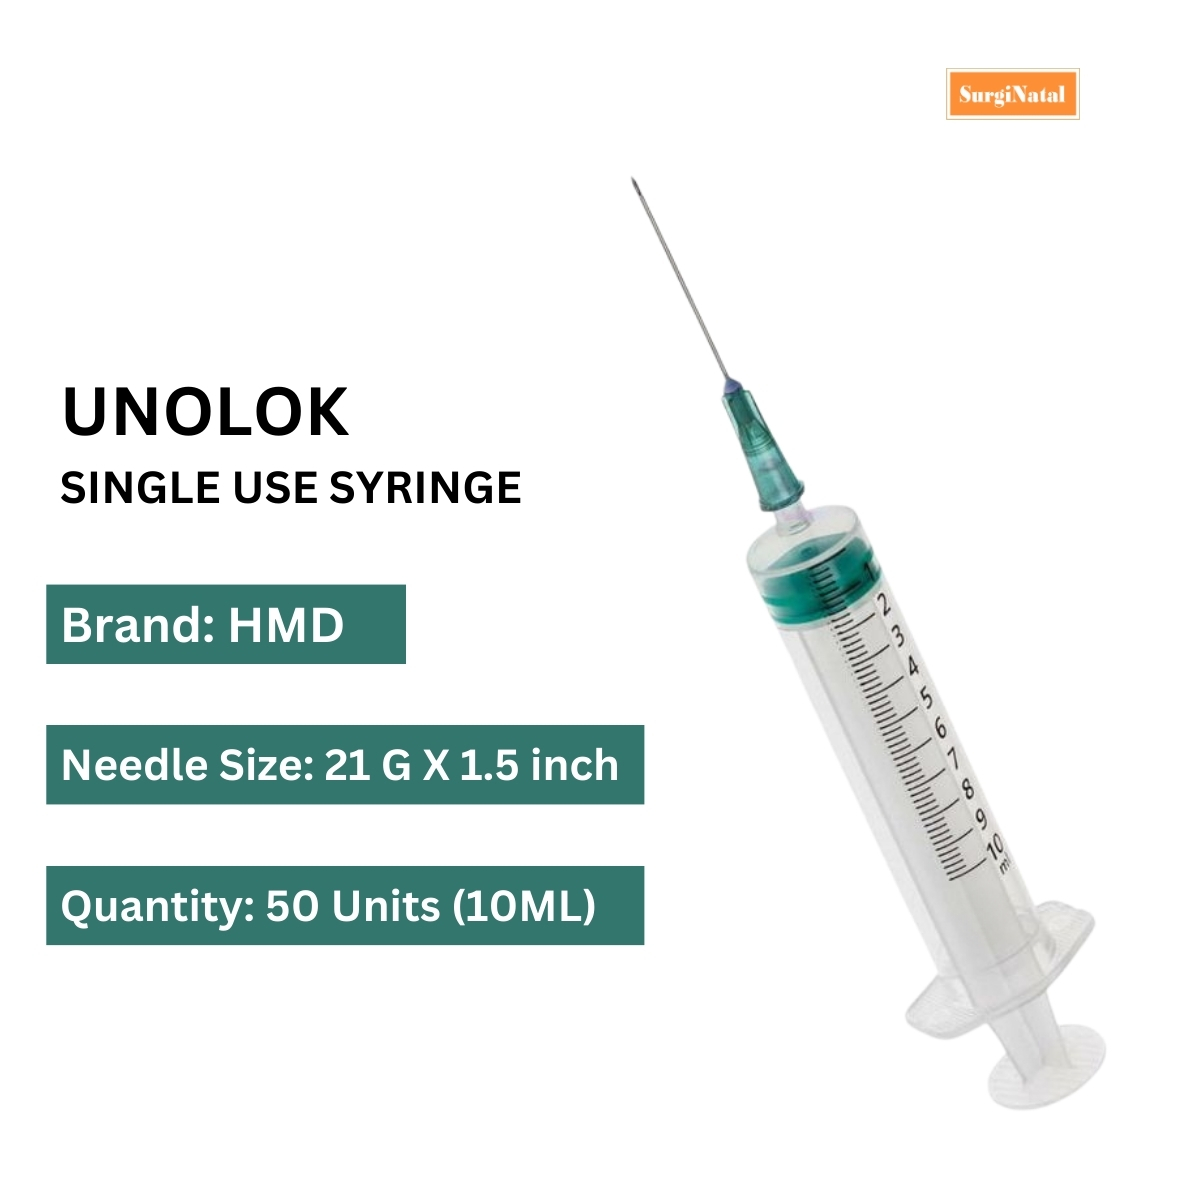 SurgiNatal
UNOLOK
SINGLE USE SYRINGE
Brand: HMD
Needle Size: 21 G X 1.5 inch
Quantity: 50 Units (10ML)
1
2
3
4
5
6
7
8
9
10
ml